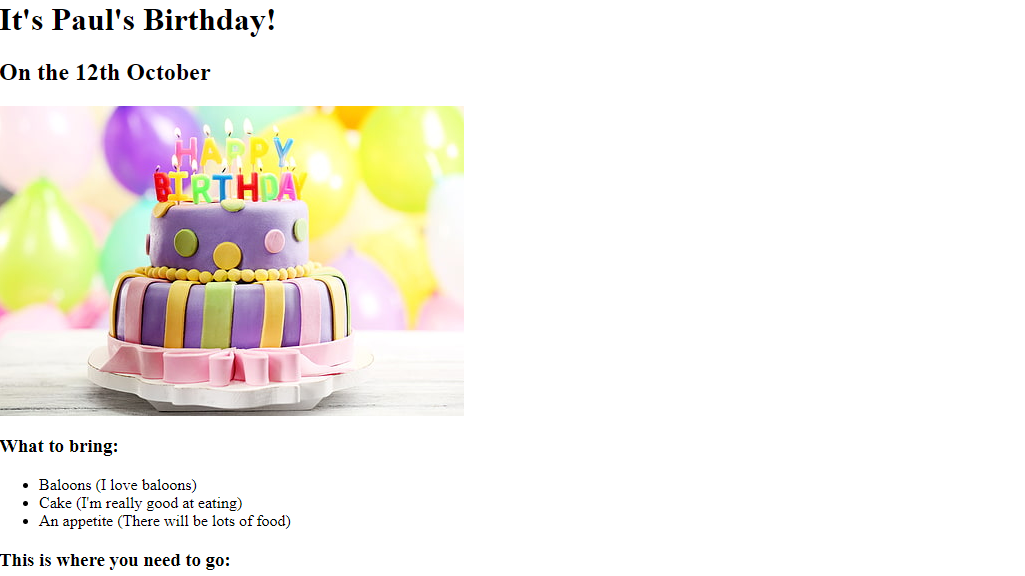 It's Paul's Birthday!
On the 12th October
HAPPY
BIRTHDAY
What to bring:
Baloons (I love baloons)
Cake (I'm really good at eating)
An appetite (There will be lots of food)
This is where you need to go: